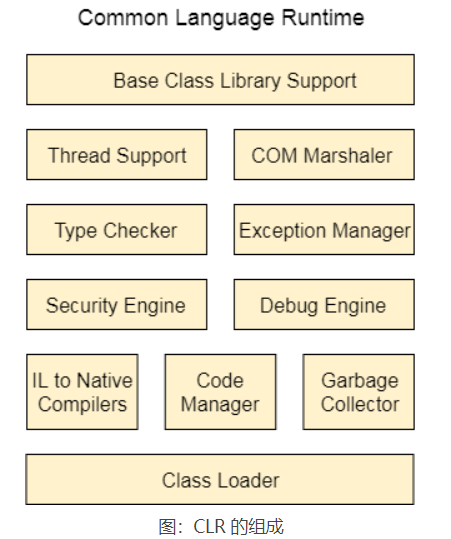 Common Language Runtime
Base Class Library Support
Thread Support
COM Marshaler
Type Checker
Exception Manager
Security Engine
Debug Engine
IL to Native
Compilers
Code
Manager
Garbage
Collector
Class Loader
图：CLR 的组成